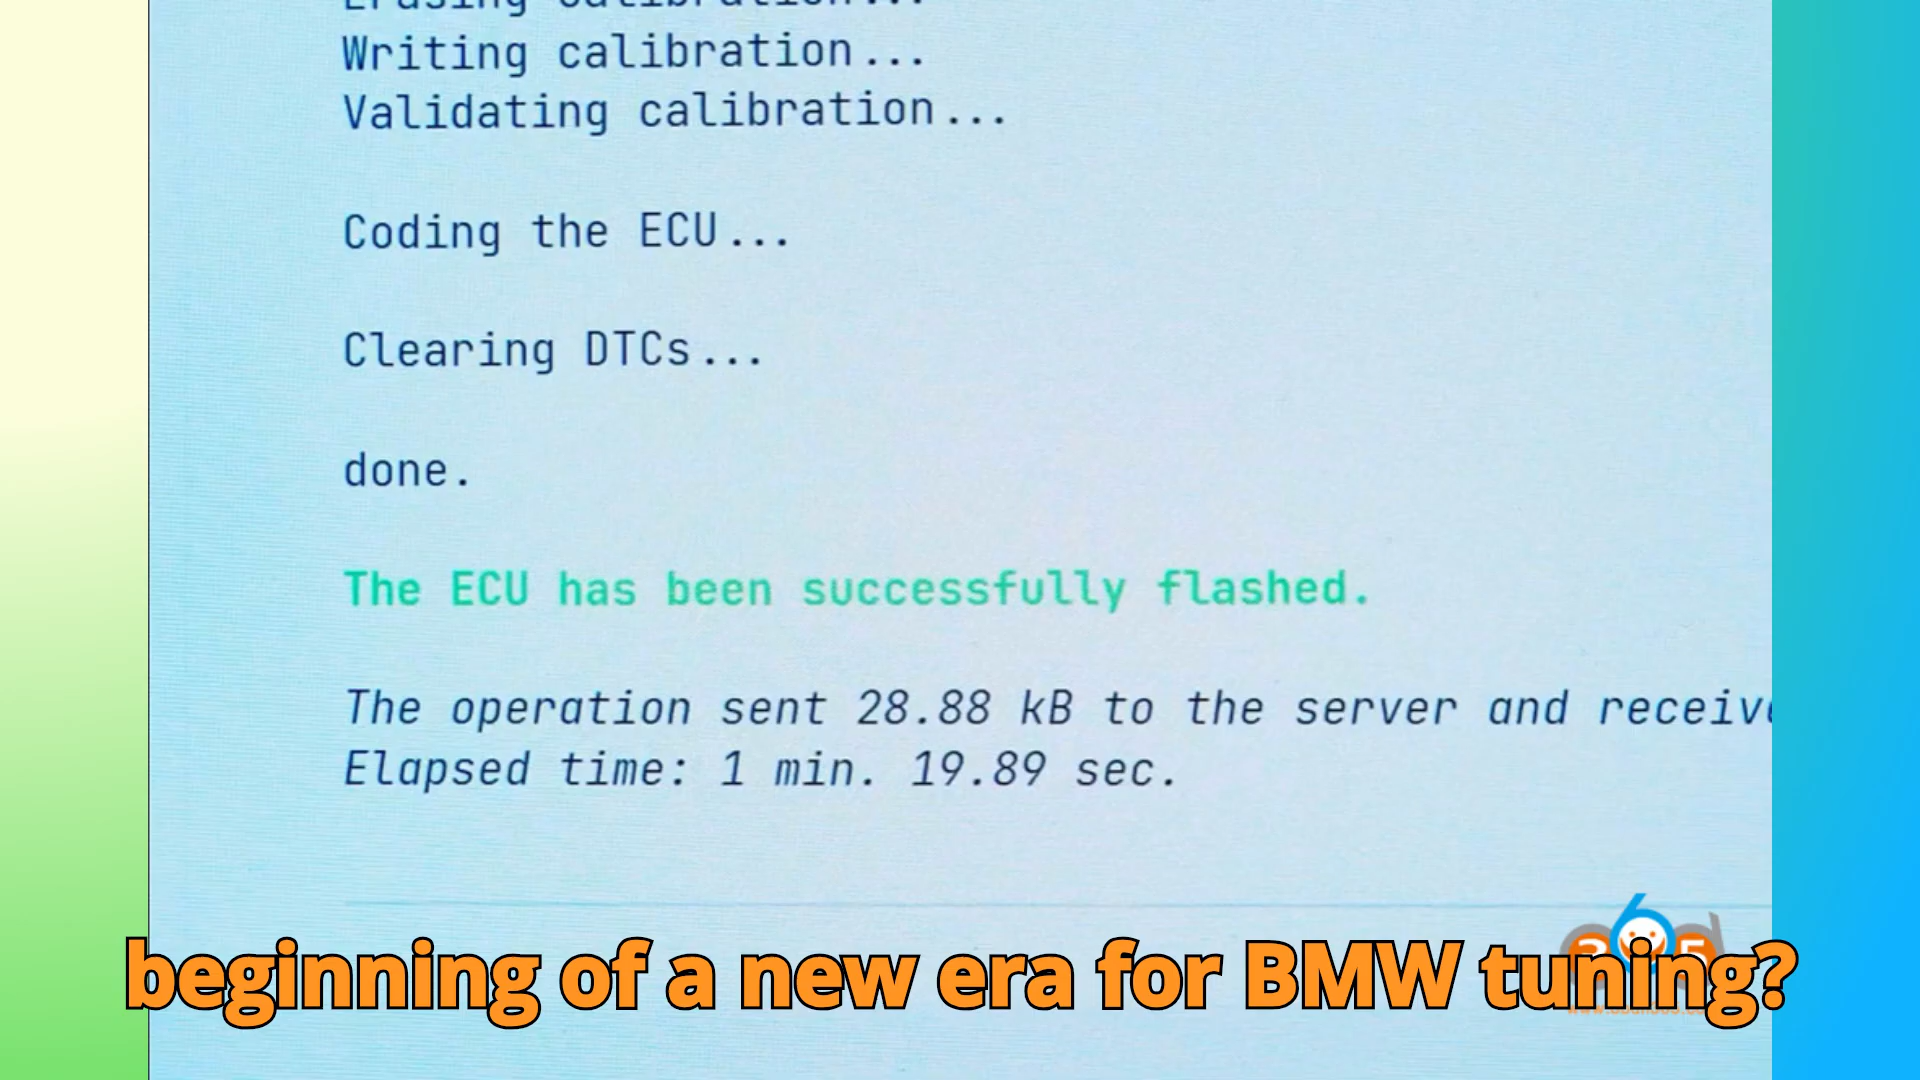 Erasing calibration...
Writing calibration...
Validating calibration...
Coding the ECU...
Clearing DTCs...
done.
The ECU has been successfully flashed.
The operation sent 28.88 kB to the server and
Elapsed time: 1 min. 19.89 sec.
beginning of a new era for BMW tuning?